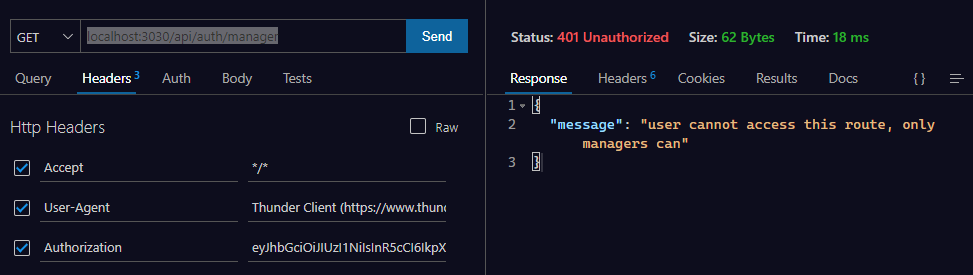 GET localhost:3030/api/auth/manager Send
Query Headers 3 Auth Body Tests
Http Headers Raw
Accept */*
User-Agent Thunder Client (https://www.thund
Authorization eyJhbGciOiJIUzI1NiIsInR5cCI6IkpX
Status: 401 Unauthorized Size: 62 Bytes Time: 18 ms
Response Headers 6 Cookies Results Docs { }
1 {
2 "message": "user cannot access this route, only
managers can"
3 }